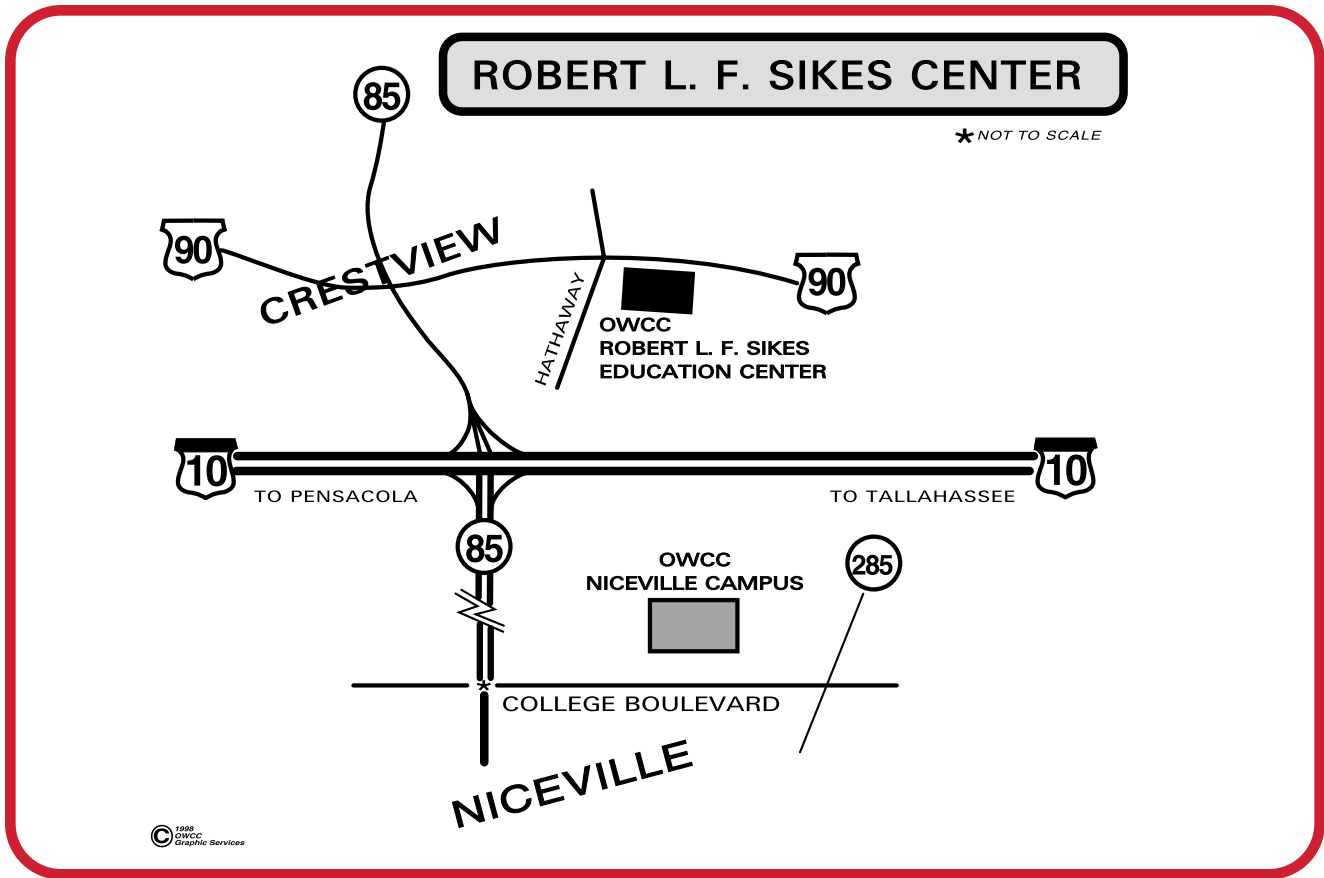 ROBERT L. F. SIKES CENTER
85
*NOT TO SCALE
CRESTVIEW
90
90
HATHAWAY
OWCC
ROBERT L. F. SIKES
EDUCATION CENTER
10
10
TO PENSACOLA
TO TALLAHASSEE
85
OWCC
NICEVILLE CAMPUS
285
*
COLLEGE BOULEVARD
NICEVILLE
© 1998
OWCC
Graphic Services